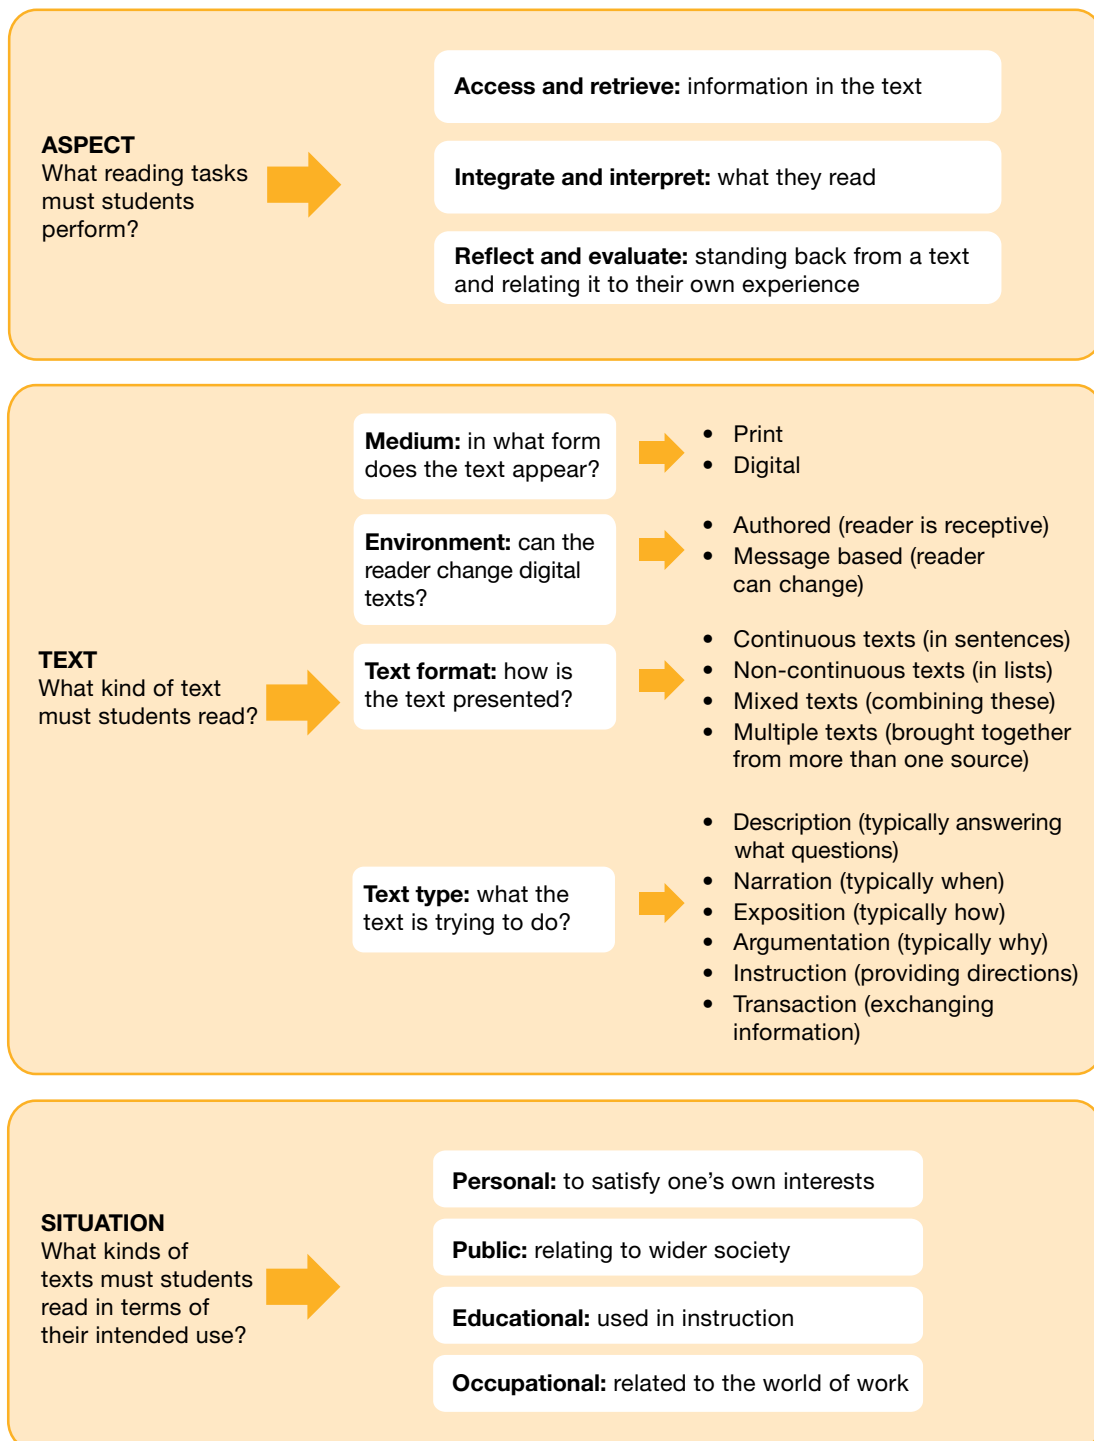 ASPECT
What reading tasks
must students
perform?
Access and retrieve: information in the text
Integrate and interpret: what they read
Reflect and evaluate: standing back from a text
and relating it to their own experience
TEXT
What kind of text
must students read?
Medium: in what form
does the text appear?
• Print
• Digital
Environment: can the
reader change digital
texts?
• Authored (reader is receptive)
• Message based (reader
can change)
Text format: how is
the text presented?
• Continuous texts (in sentences)
• Non-continuous texts (in lists)
• Mixed texts (combining these)
• Multiple texts (brought together
from more than one source)
Text type: what the
text is trying to do?
• Description (typically answering
what questions)
• Narration (typically when)
• Exposition (typically how)
• Argumentation (typically why)
• Instruction (providing directions)
• Transaction (exchanging
information)
SITUATION
What kinds of
texts must students
read in terms of
their intended use?
Personal: to satisfy one’s own interests
Public: relating to wider society
Educational: used in instruction
Occupational: related to the world of work